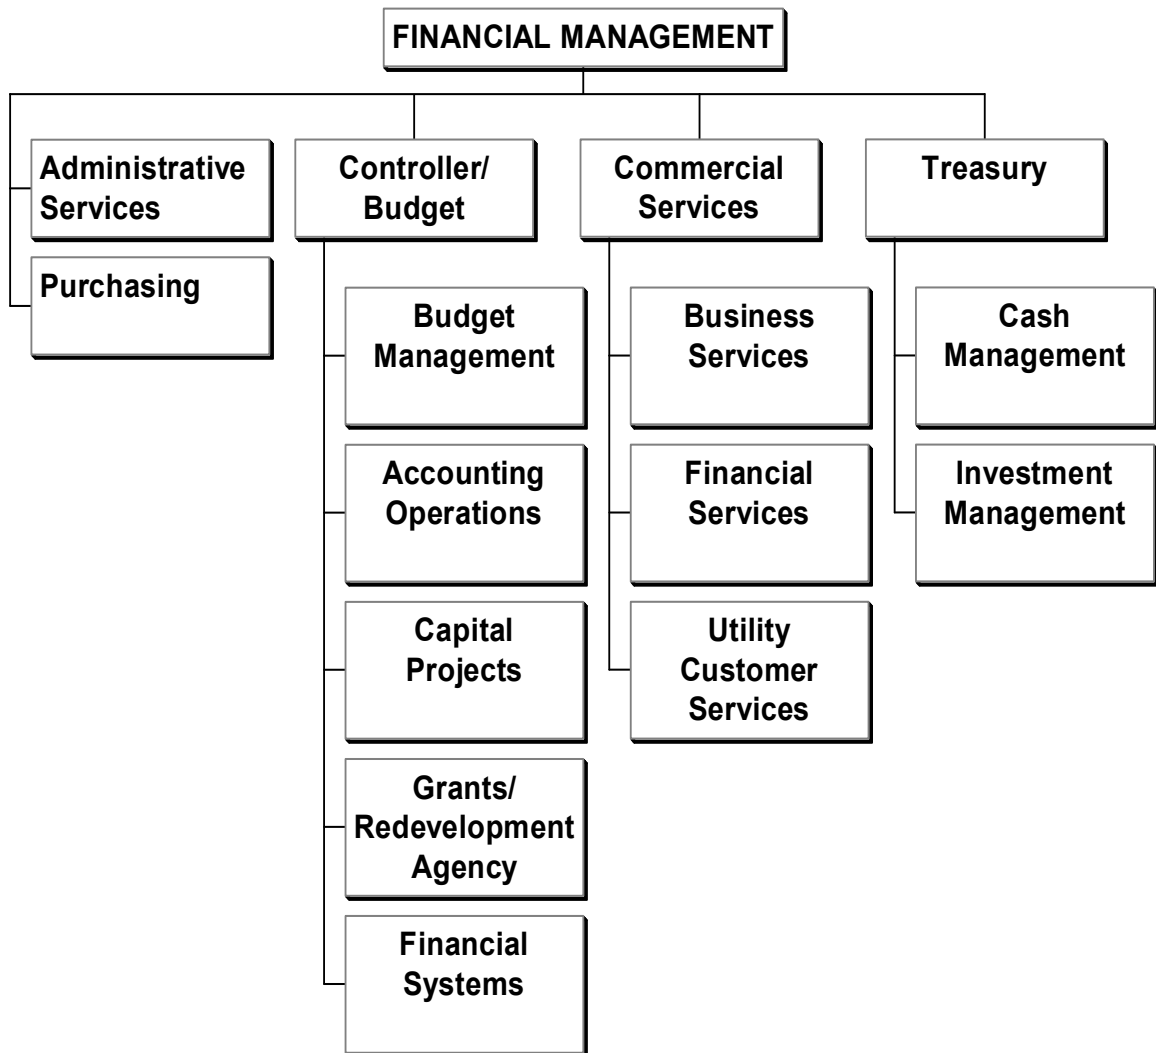 FINANCIAL MANAGEMENT
Administrative
Services
Purchasing
Controller/
Budget
Budget
Management
Accounting
Operations
Capital
Projects
Grants/
Redevelopment
Agency
Financial
Systems
Commercial
Services
Business
Services
Financial
Services
Utility
Customer
Services
Treasury
Cash
Management
Investment
Management